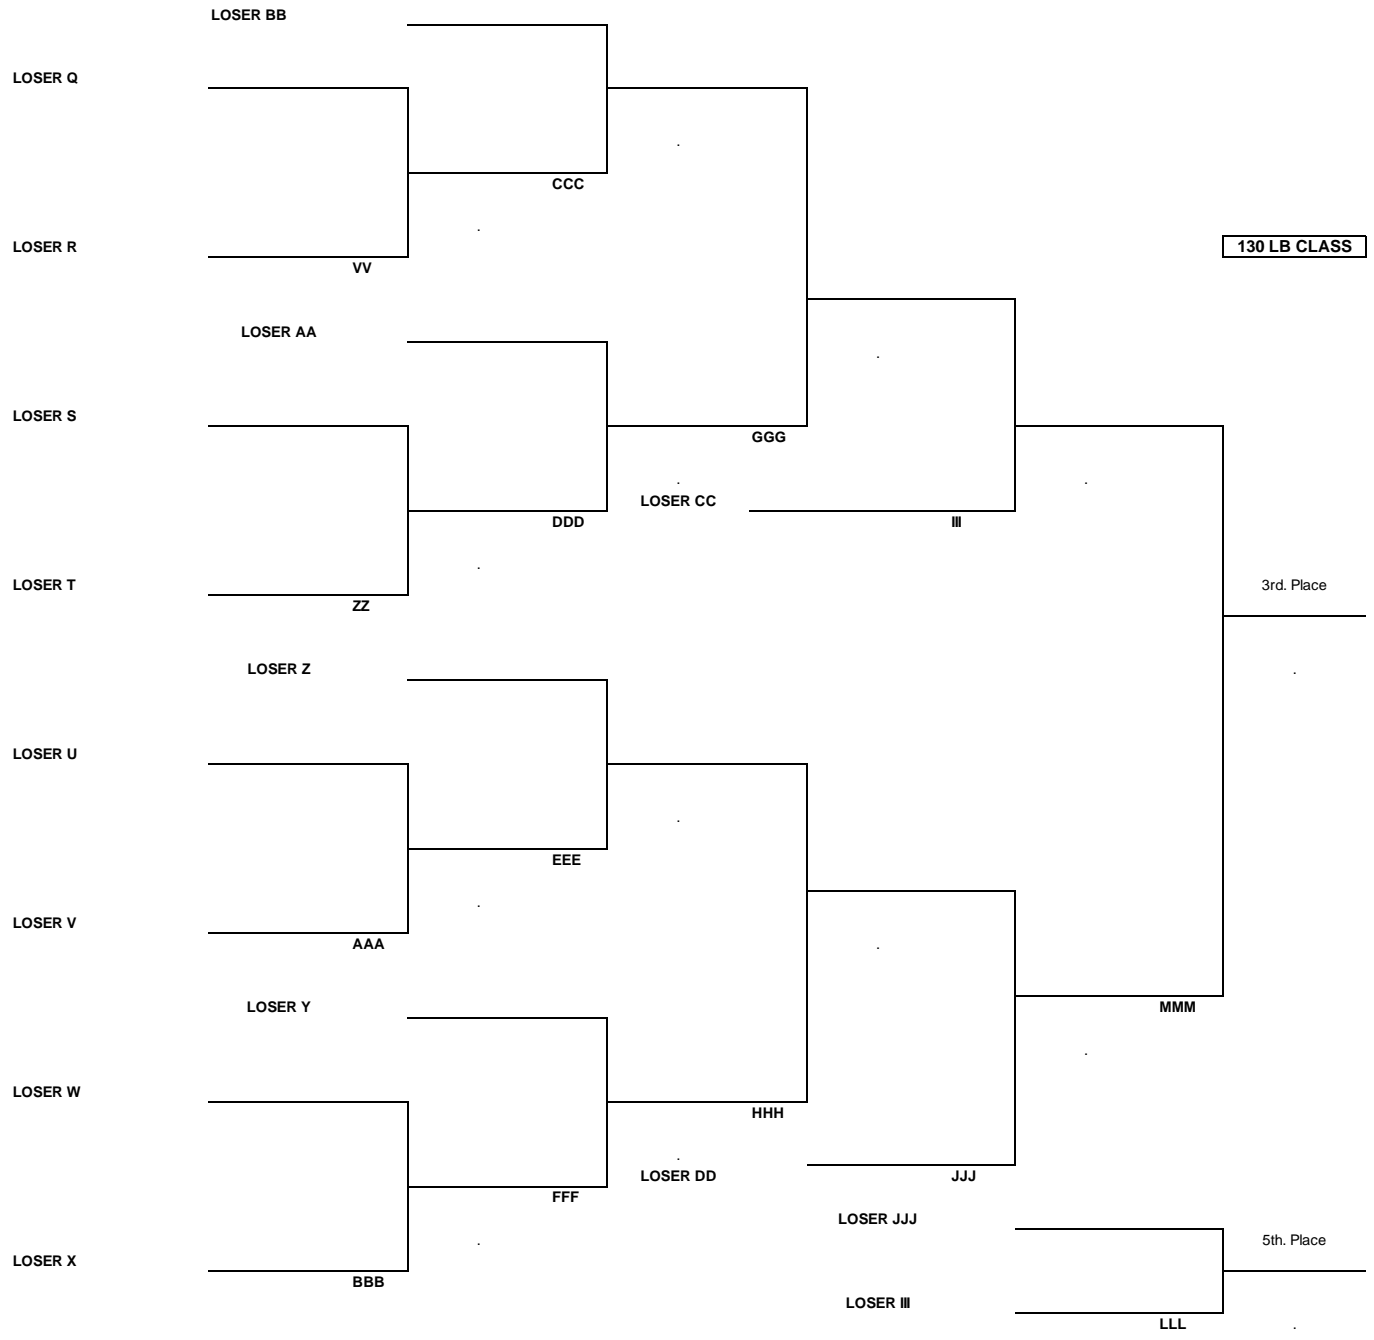 LOSER BB
LOSER Q
CCC
LOSER R
130 LB CLASS
VV
LOSER AA
LOSER S
GGG
LOSER CC
DDD
III
LOSER T
3rd. Place
ZZ
LOSER Z
LOSER U
EEE
LOSER V
AAA
LOSER Y
MMM
LOSER W
HHH
LOSER DD
JJJ
FFF
LOSER JJJ
5th. Place
LOSER X
BBB
LOSER III
LLL